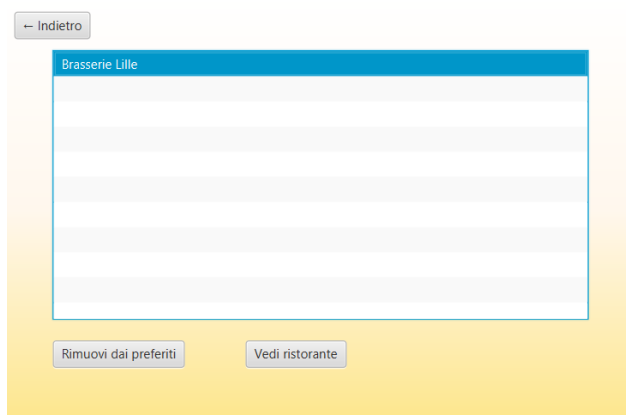 ← Indietro
Brasserie Lille
Rimuovi dai preferiti
Vedi ristorante